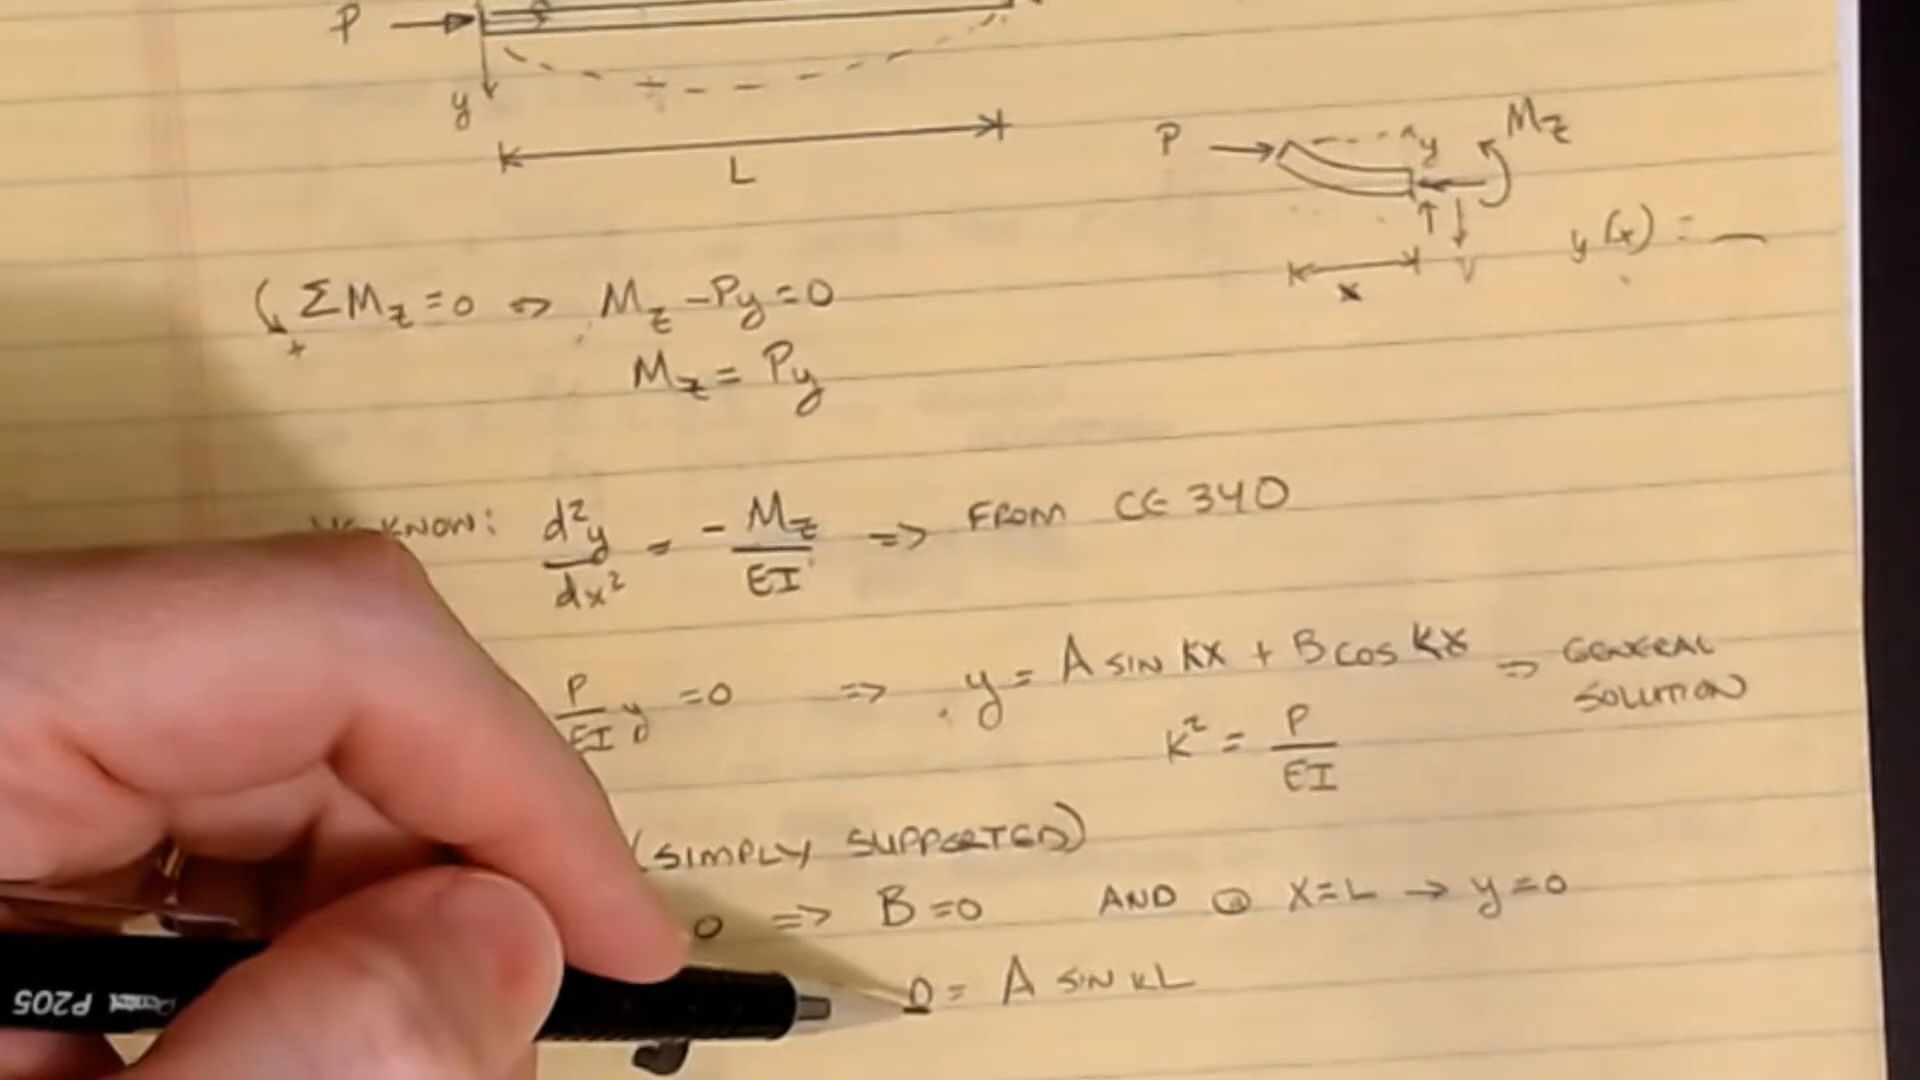 P
y
L
P y Mz
V
x
y(x) = —
ΣMz = 0 => Mz - Py = 0
+
Mz = Py
KNOW: d²y/dx² = - Mz/EI => FROM CE 340
P/EI y = 0 => y = A SIN KX + B COS KX => GENERAL SOLUTION
K² = P/EI
(SIMPLY SUPPORTED)
0 => B = 0 AND @ X = L → y = 0
0 = A SIN KL
Pentel P205